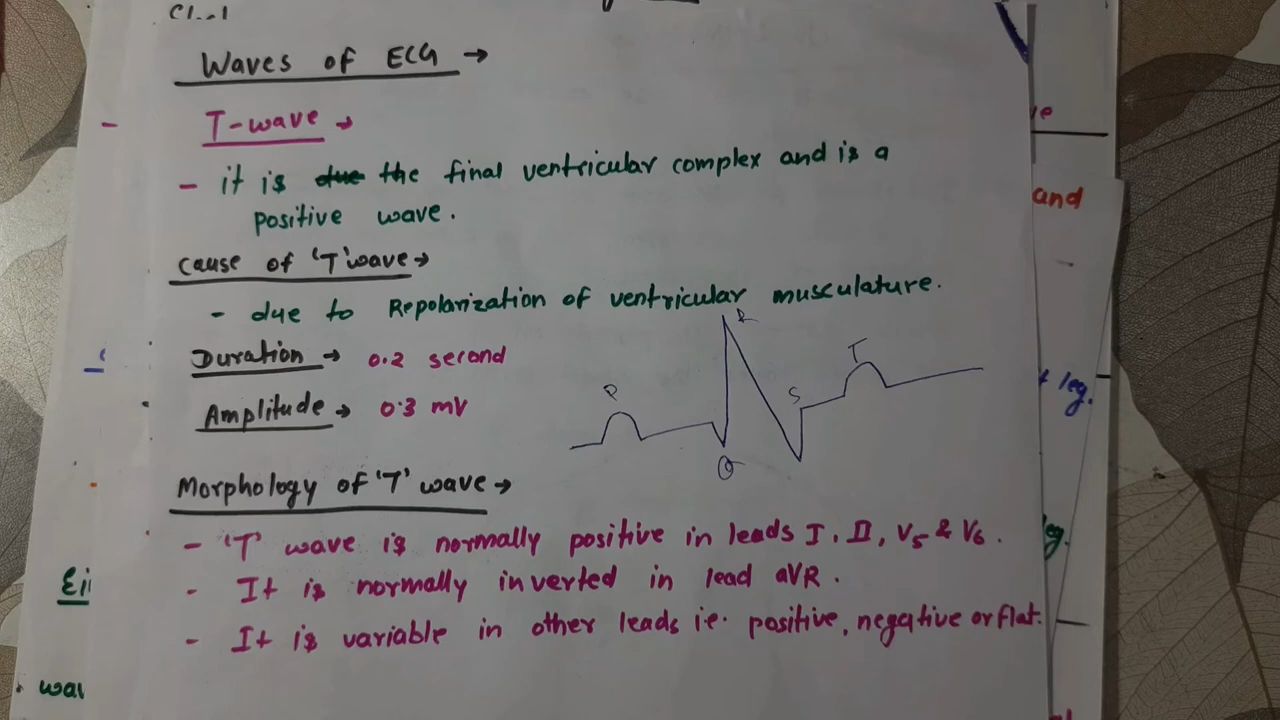 Waves of ECG →
T-wave →
- it is due the final ventricular complex and is a
positive wave.
cause of 'T' wave →
- due to Repolarization of ventricular musculature.
Duration → 0.2 second
Amplitude → 0.3 mV
P
Q
R
S
T
Morphology of 'T' wave →
- 'T' wave is normally positive in leads I, II, V5 & V6.
- It is normally inverted in lead aVR.
- It is variable in other leads i.e. positive, negative or flat.
and
leg.